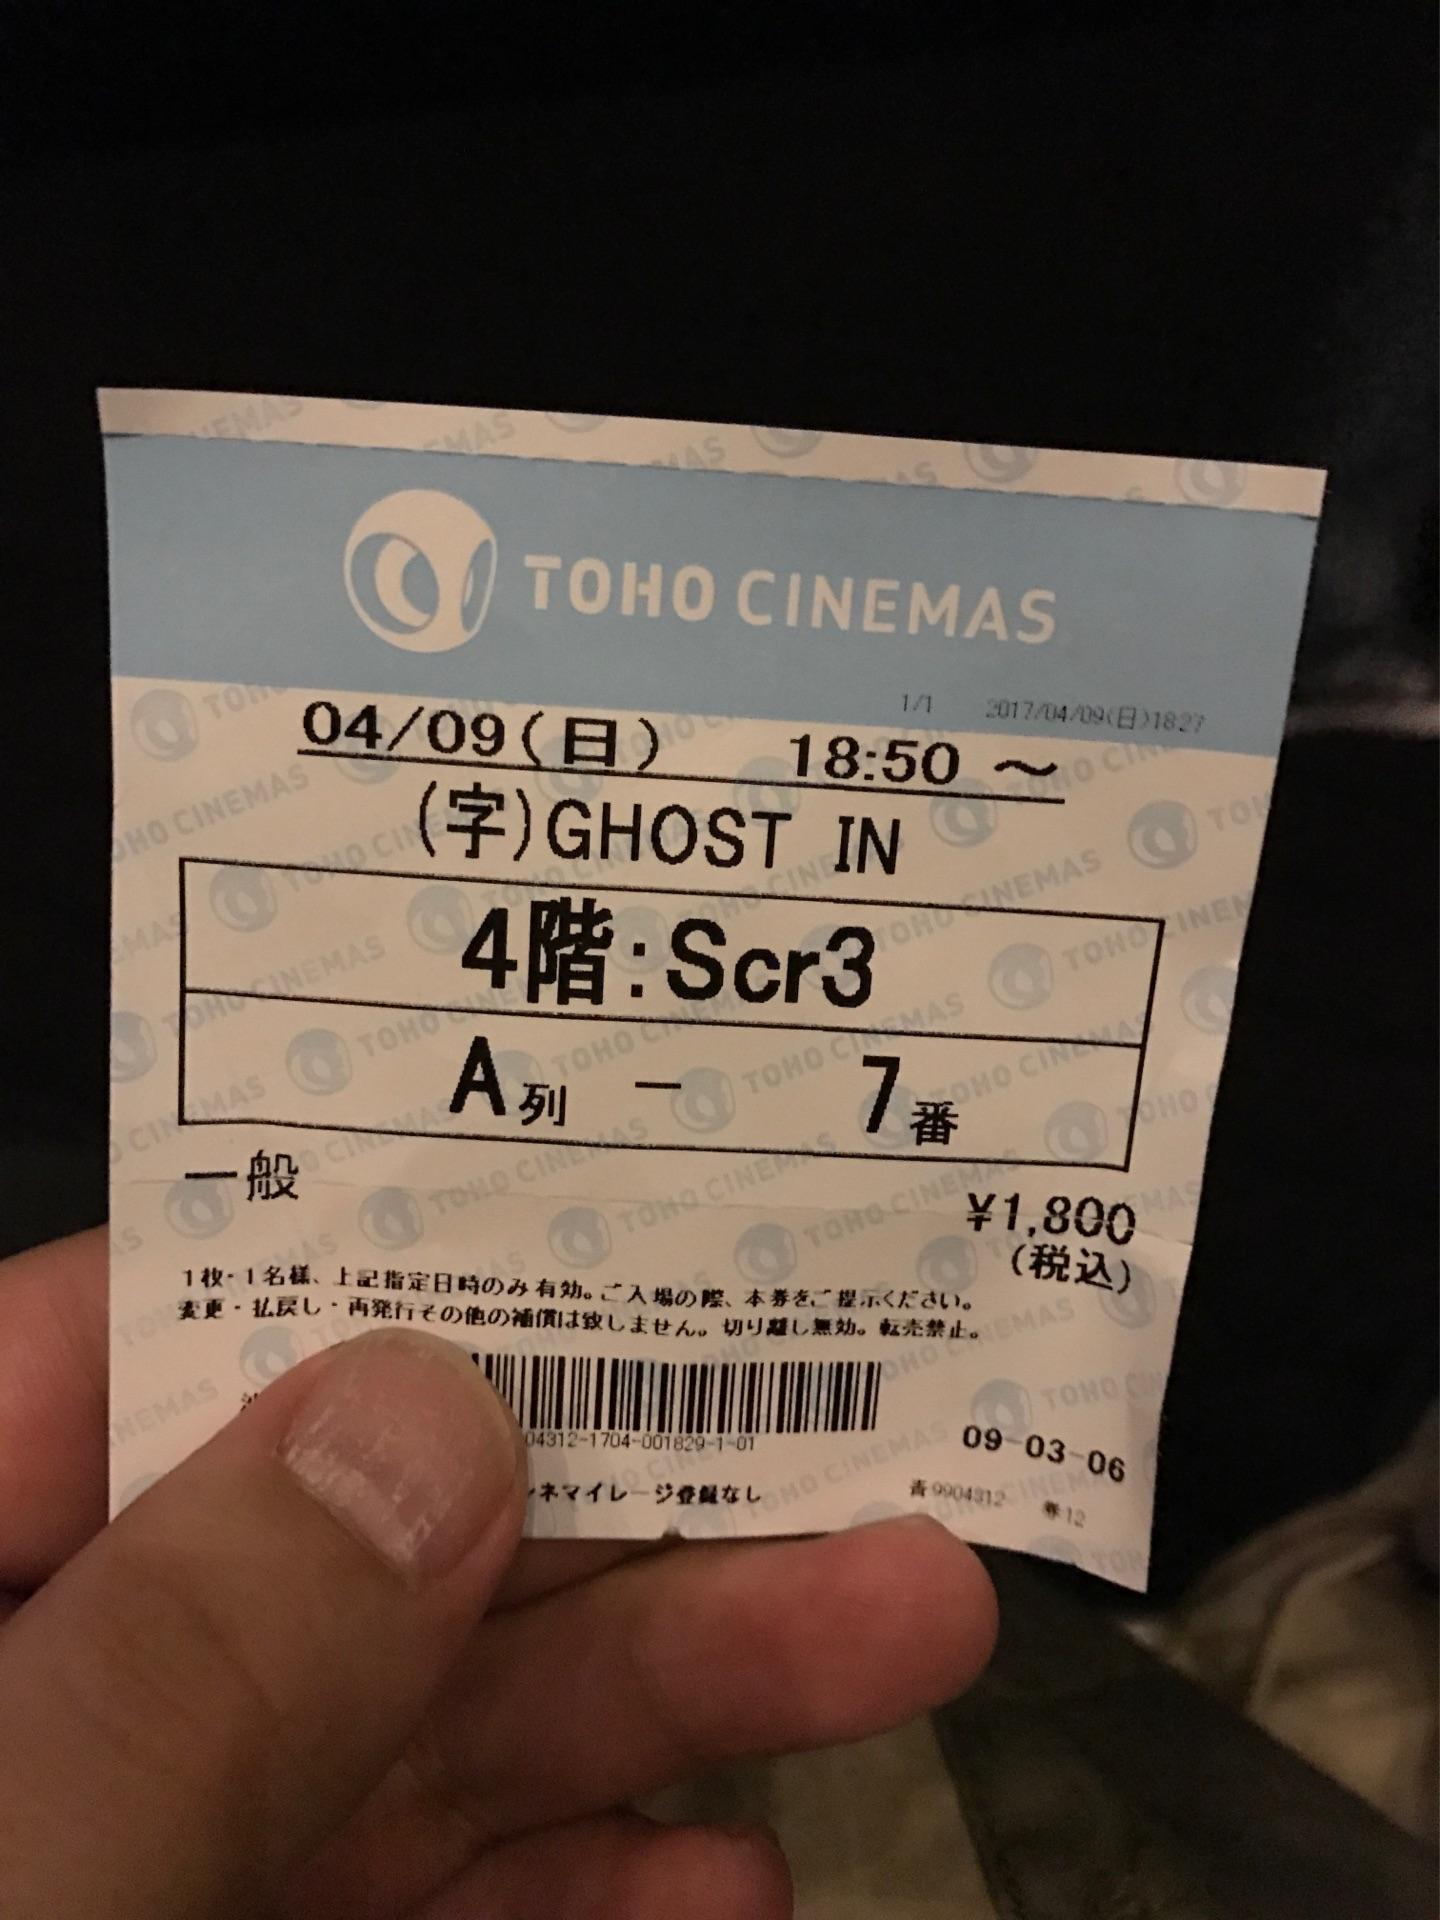 TOHO CINEMAS
1/1 2017/04/09(日)18:27
04/09(日) 18:50 ～
(字)GHOST IN
4階:Scr3
A列 － 7番
一般
¥1,800
(税込)
1枚・1名様、上記指定日時のみ有効。ご入場の際、本券をご提示ください。
変更・払戻し・再発行その他の補償は致しません。切り離し無効。転売禁止。
04312-1704-001829-1-01
09-03-06
ネマイレージ登録なし
青9904312 券12